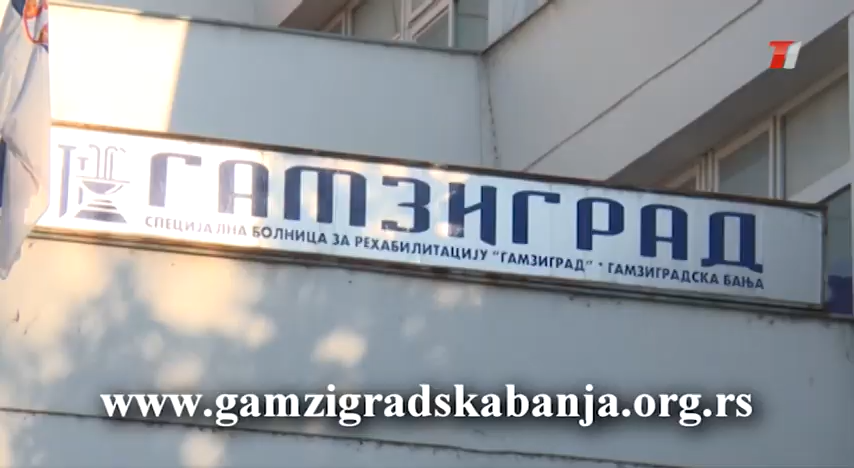 ГАМЗИГРАД
СПЕЦИЈАЛНА БОЛНИЦА ЗА РЕХАБИЛИТАЦИЈУ "ГАМЗИГРАД" · ГАМЗИГРАДСКА БАЊА
www.gamzigradskabanja.org.rs